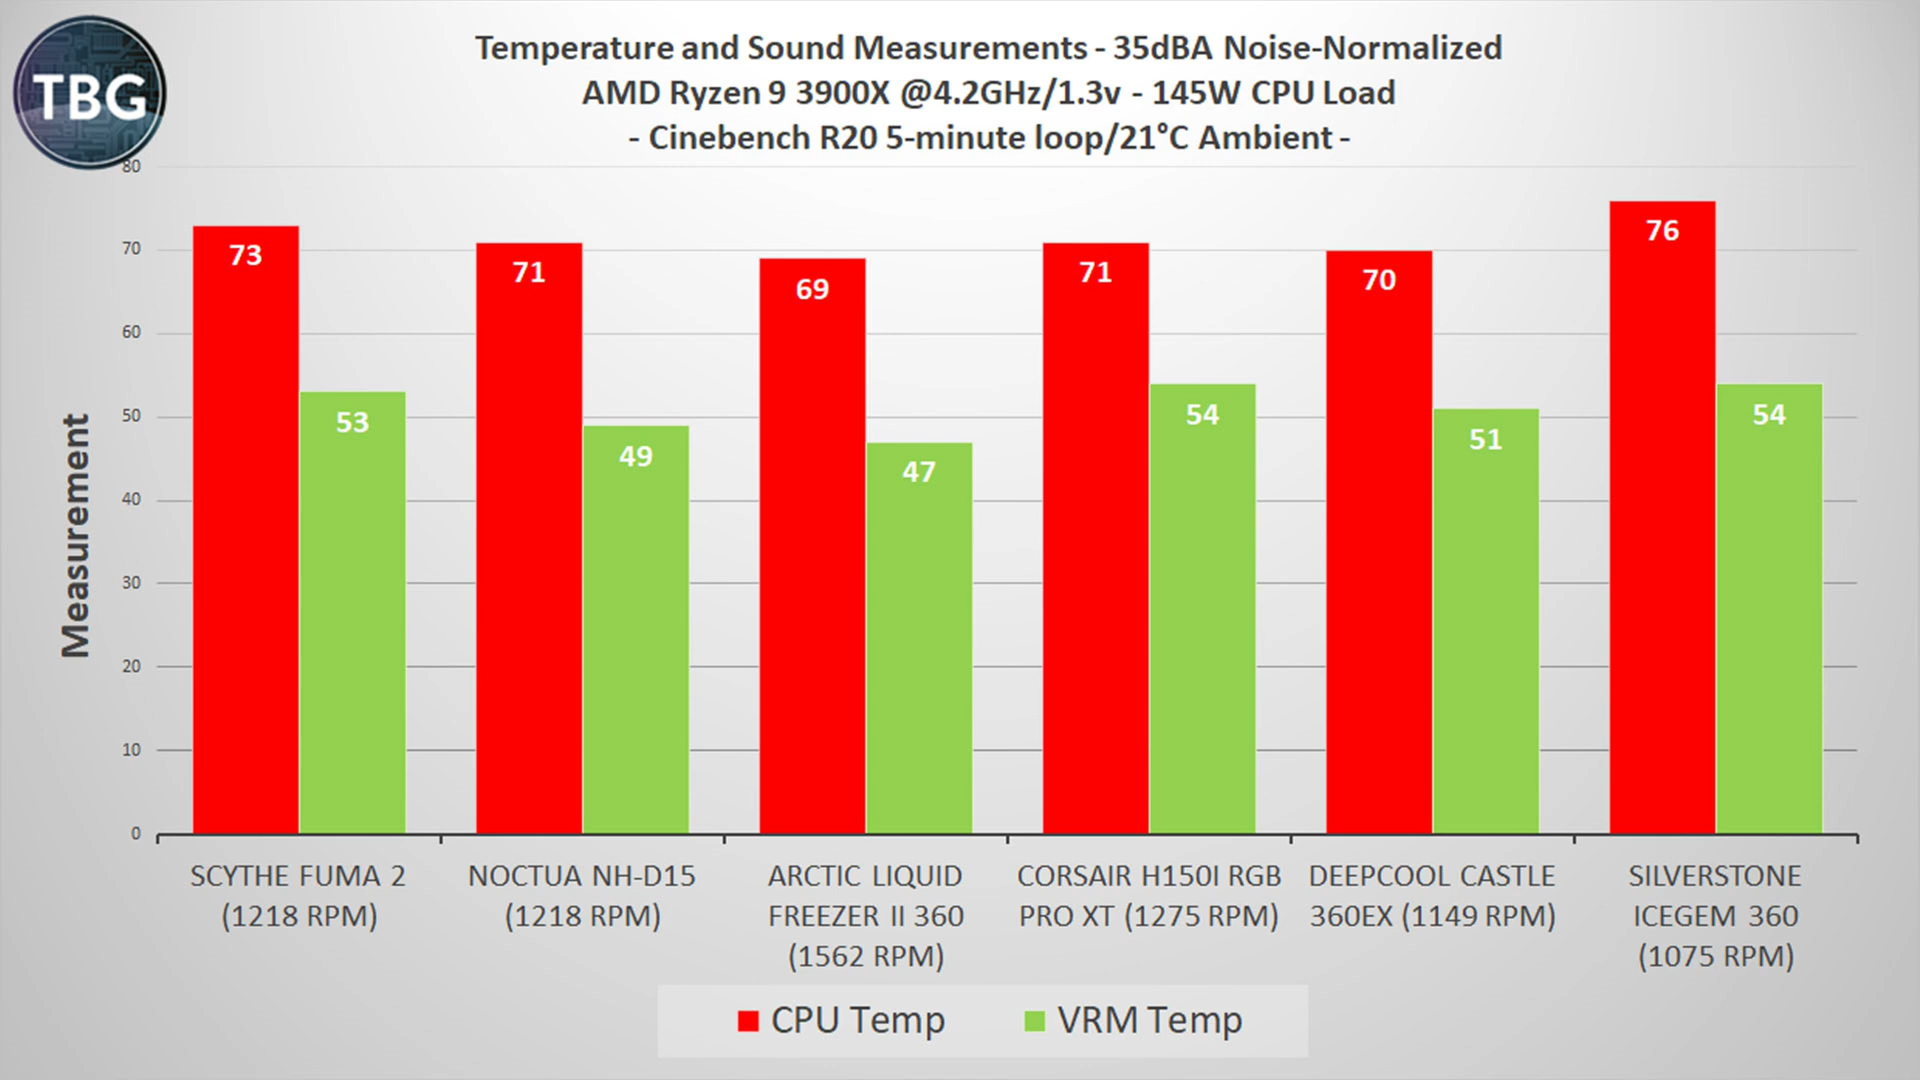 TBG
Temperature and Sound Measurements - 35dBA Noise-Normalized
AMD Ryzen 9 3900X @4.2GHz/1.3v - 145W CPU Load
- Cinebench R20 5-minute loop/21°C Ambient -
Measurement
80
70
60
50
40
30
20
10
0
73
53
71
49
69
47
71
54
70
51
76
54
SCYTHE FUMA 2
(1218 RPM)
NOCTUA NH-D15
(1218 RPM)
ARCTIC LIQUID
FREEZER II 360
(1562 RPM)
CORSAIR H150I RGB
PRO XT (1275 RPM)
DEEPCOOL CASTLE
360EX (1149 RPM)
SILVERSTONE
ICEGEM 360
(1075 RPM)
CPU Temp
VRM Temp